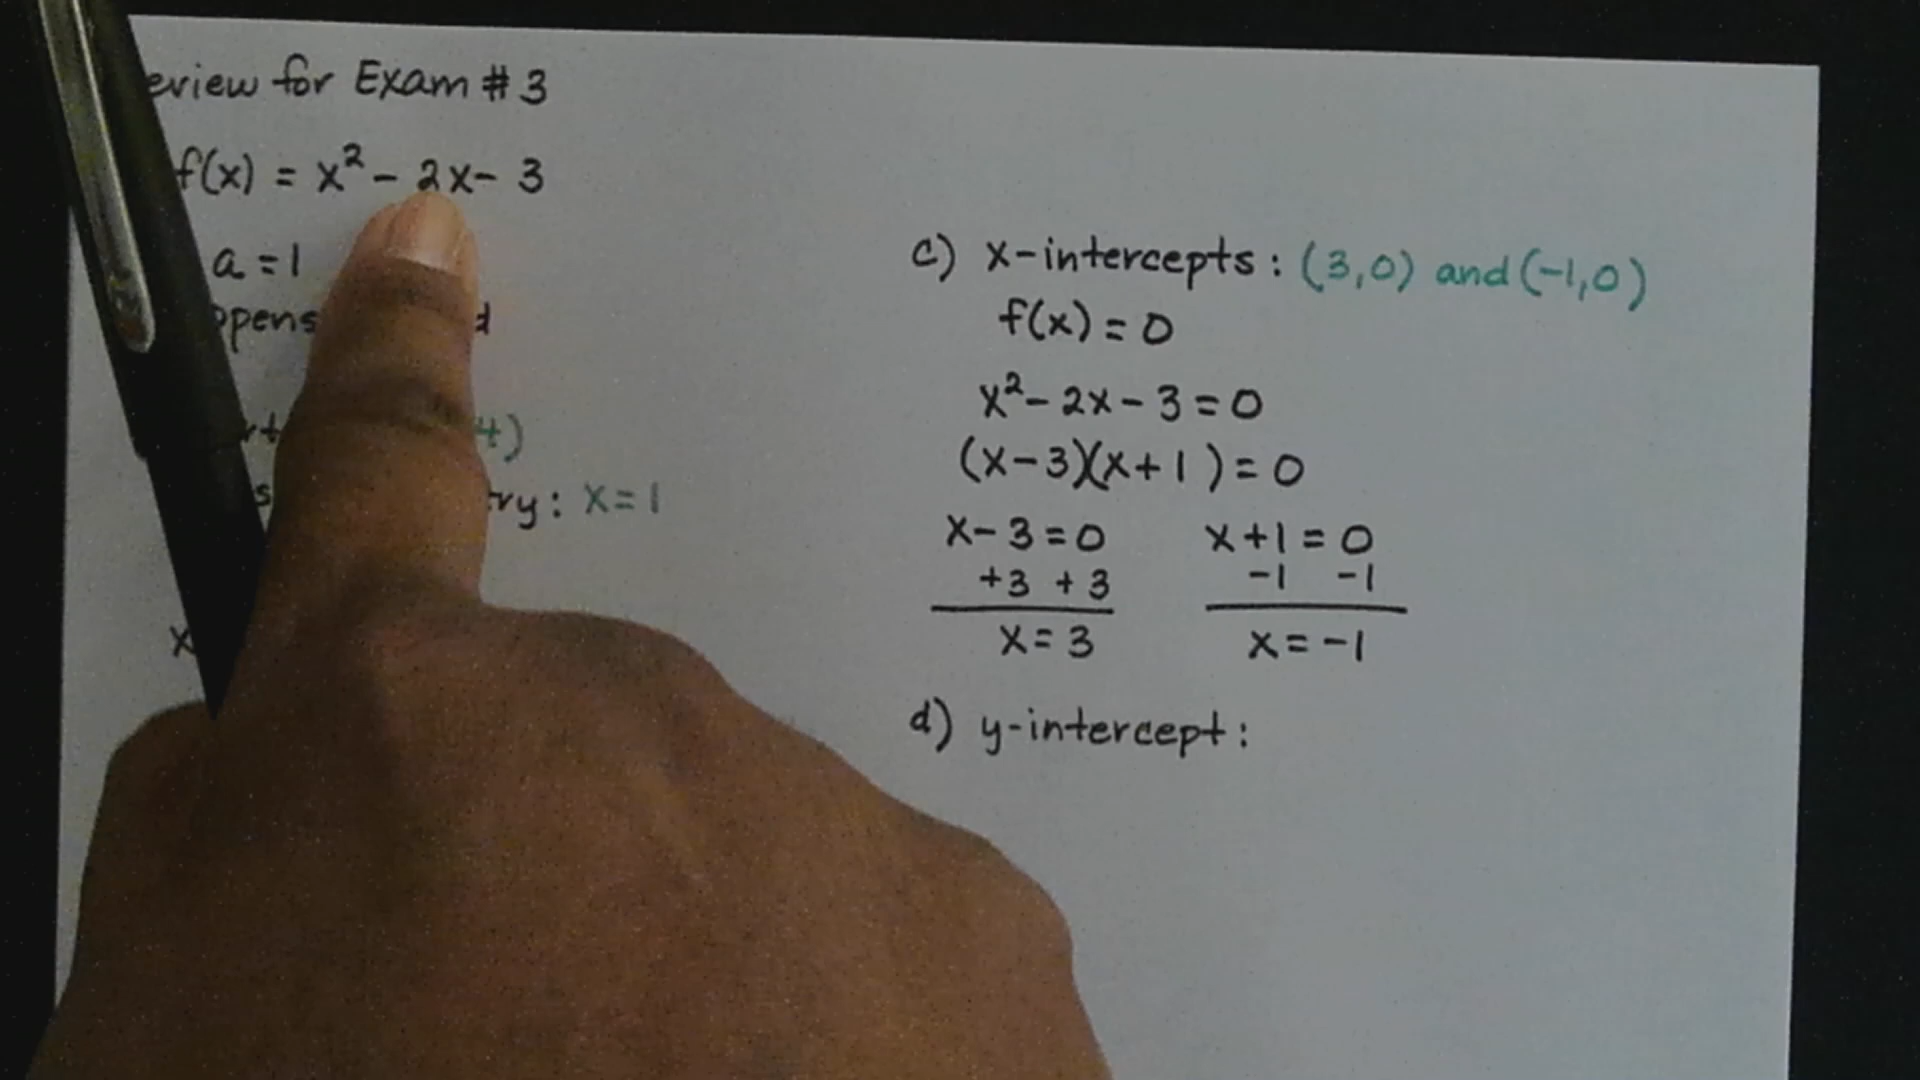 eview for Exam # 3
f(x) = x² - 2x - 3
a = 1
opens
4)
ry: x = 1
x
c) x-intercepts: (3,0) and (-1,0)
f(x) = 0
x² - 2x - 3 = 0
(x-3)(x+1) = 0
x - 3 = 0 x + 1 = 0
+3 +3 -1 -1
x = 3 x = -1
d) y-intercept: